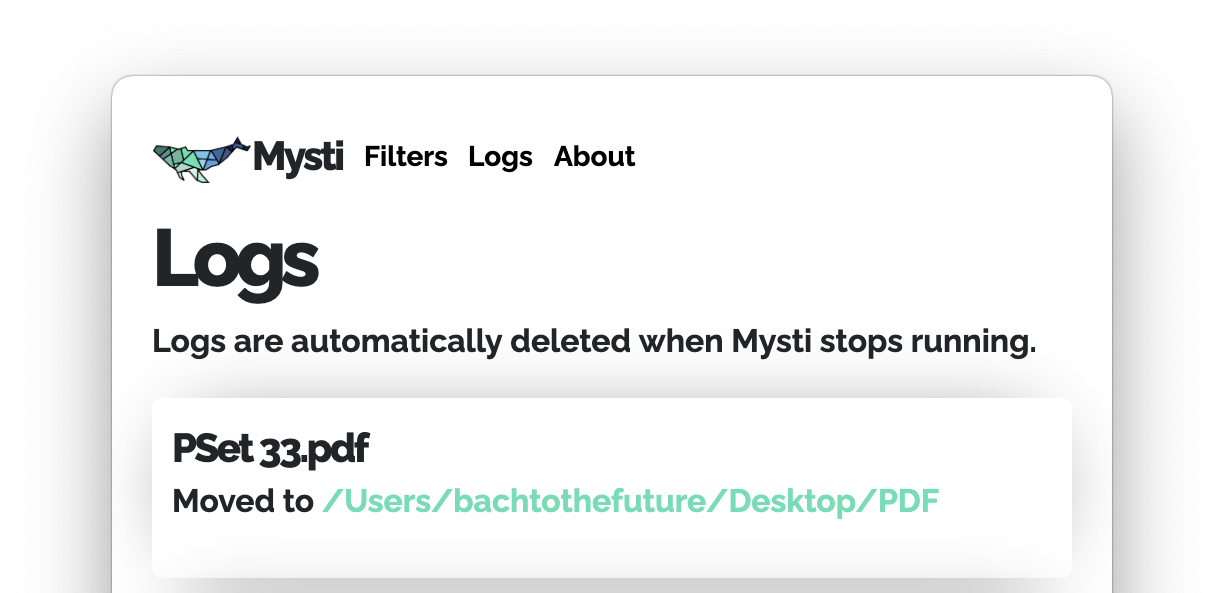 Mysti Filters Logs About
Logs
Logs are automatically deleted when Mysti stops running.
PSet 33.pdf
Moved to /Users/bachtothefuture/Desktop/PDF